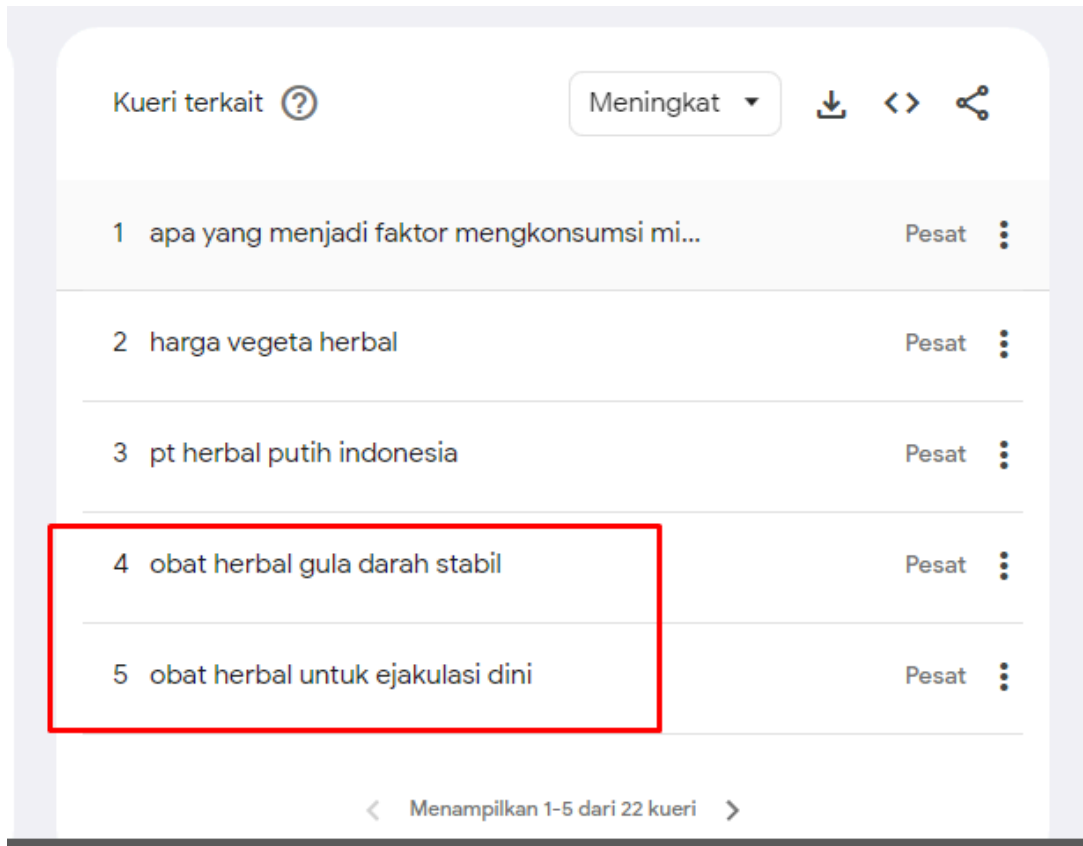 Kueri terkait
Meningkat
1 apa yang menjadi faktor mengkonsumsi mi... Pesat
2 harga vegeta herbal Pesat
3 pt herbal putih indonesia Pesat
4 obat herbal gula darah stabil Pesat
5 obat herbal untuk ejakulasi dini Pesat
Menampilkan 1-5 dari 22 kueri